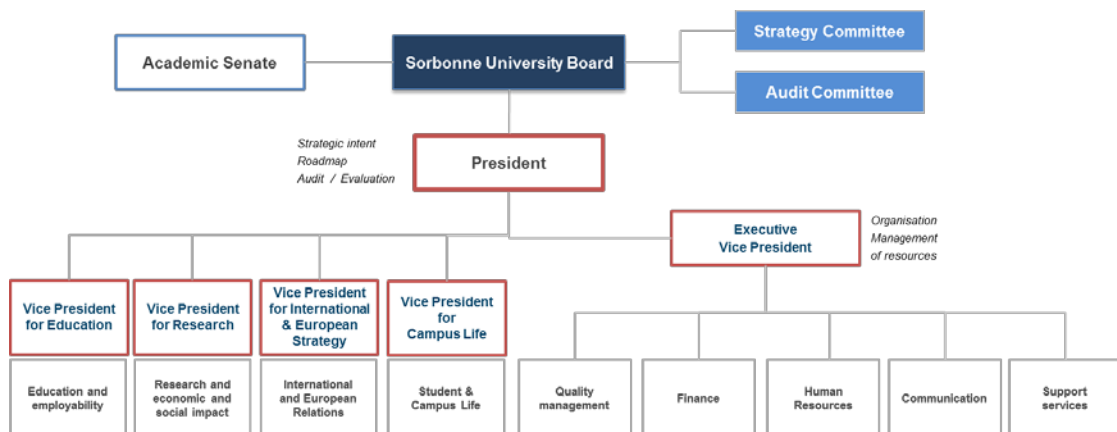 Strategy Committee
Academic Senate
Sorbonne University Board
Audit Committee
Strategic intent
Roadmap
Audit / Evaluation
President
Executive
Vice President
Organisation
Management
of resources
Vice President
for Education
Vice President
for Research
Vice President
for International
& European
Strategy
Vice President
for
Campus Life
Education and
employability
Research and
economic and
social impact
International
and European
Relations
Student &
Campus Life
Quality
management
Finance
Human
Resources
Communication
Support
services